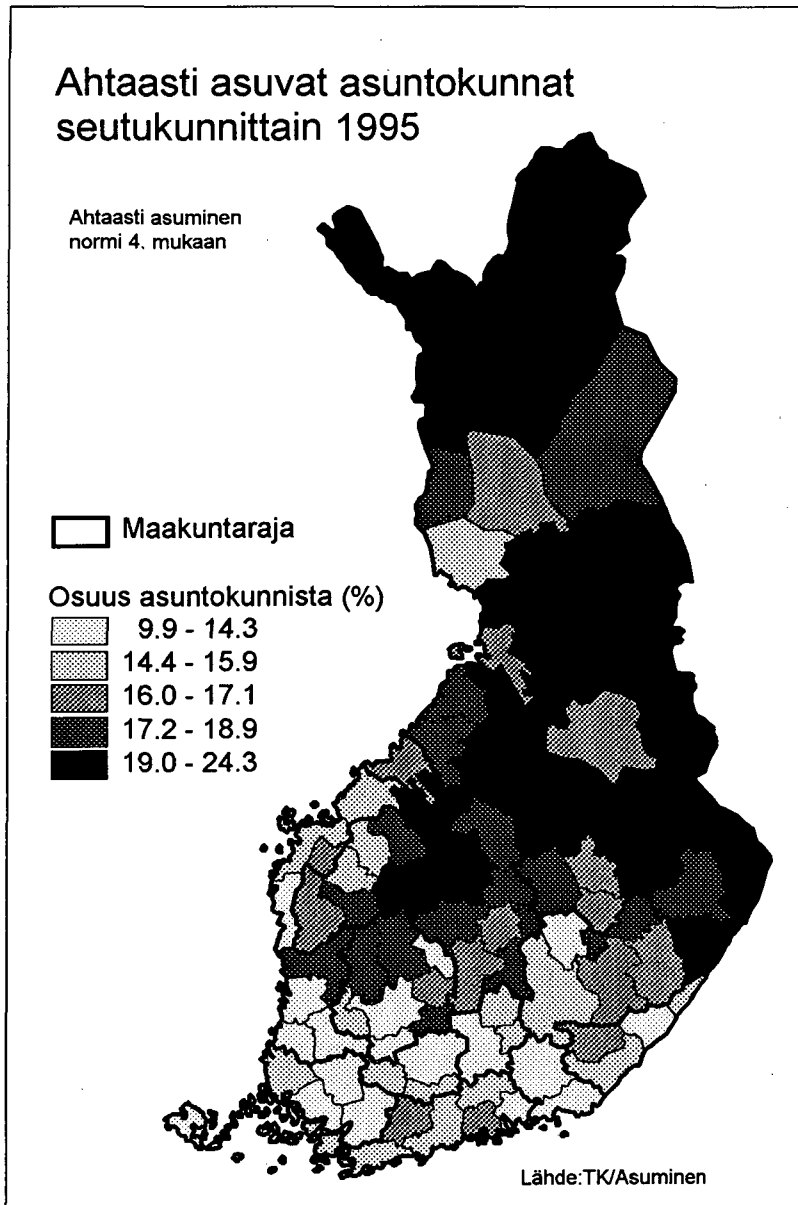 Ahtaasti asuvat asuntokunnat
seutukunnittain 1995
Ahtaasti asuminen
normi 4. mukaan
Maakuntaraja
Osuus asuntokunnista (%)
9.9 - 14.3
14.4 - 15.9
16.0 - 17.1
17.2 - 18.9
19.0 - 24.3
Lähde:TK/Asuminen